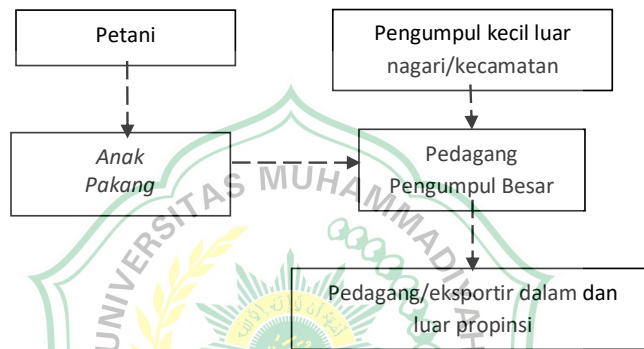 Petani
Pengumpul kecil luar
nagari/kecamatan
Anak
Pakang
Pedagang
Pengumpul Besar
Pedagang/eksportir dalam dan
luar propinsi
UNIVERSITAS MUHAMMADIYAH